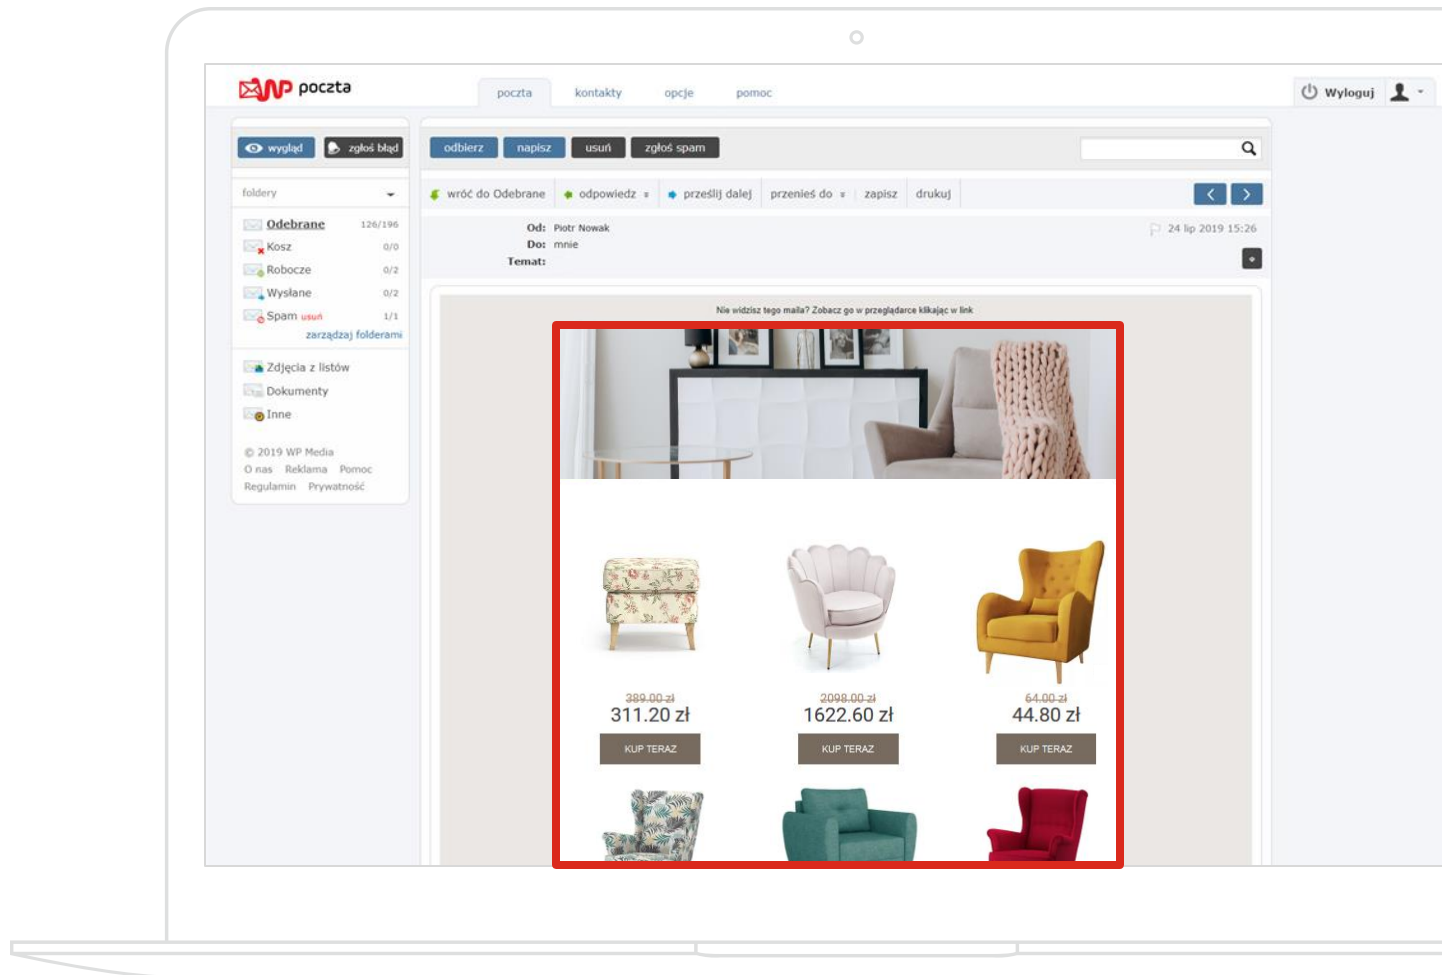 WP poczta
poczta kontakty opcje pomoc
Wyloguj
wygląd zgłoś błąd
odbierz napisz usuń zgłoś spam
foldery
wróć do Odebrane odpowiedz prześlij dalej przenieś do zapisz drukuj
Odebrane 126/196
Kosz 0/0
Robocze 0/2
Wysłane 0/2
Spam usuń 1/1
zarządzaj folderami
Zdjęcia z listów
Dokumenty
Inne
© 2019 WP Media
O nas Reklama Pomoc
Regulamin Prywatność
Od: Piotr Nowak
Do: mnie
Temat:
24 lip 2019 15:26
Nie widzisz tego maila? Zobacz go w przeglądarce klikając w link
389.00 zł 2098.00 zł 64.00 zł
311.20 zł 1622.60 zł 44.80 zł
KUP TERAZ KUP TERAZ KUP TERAZ